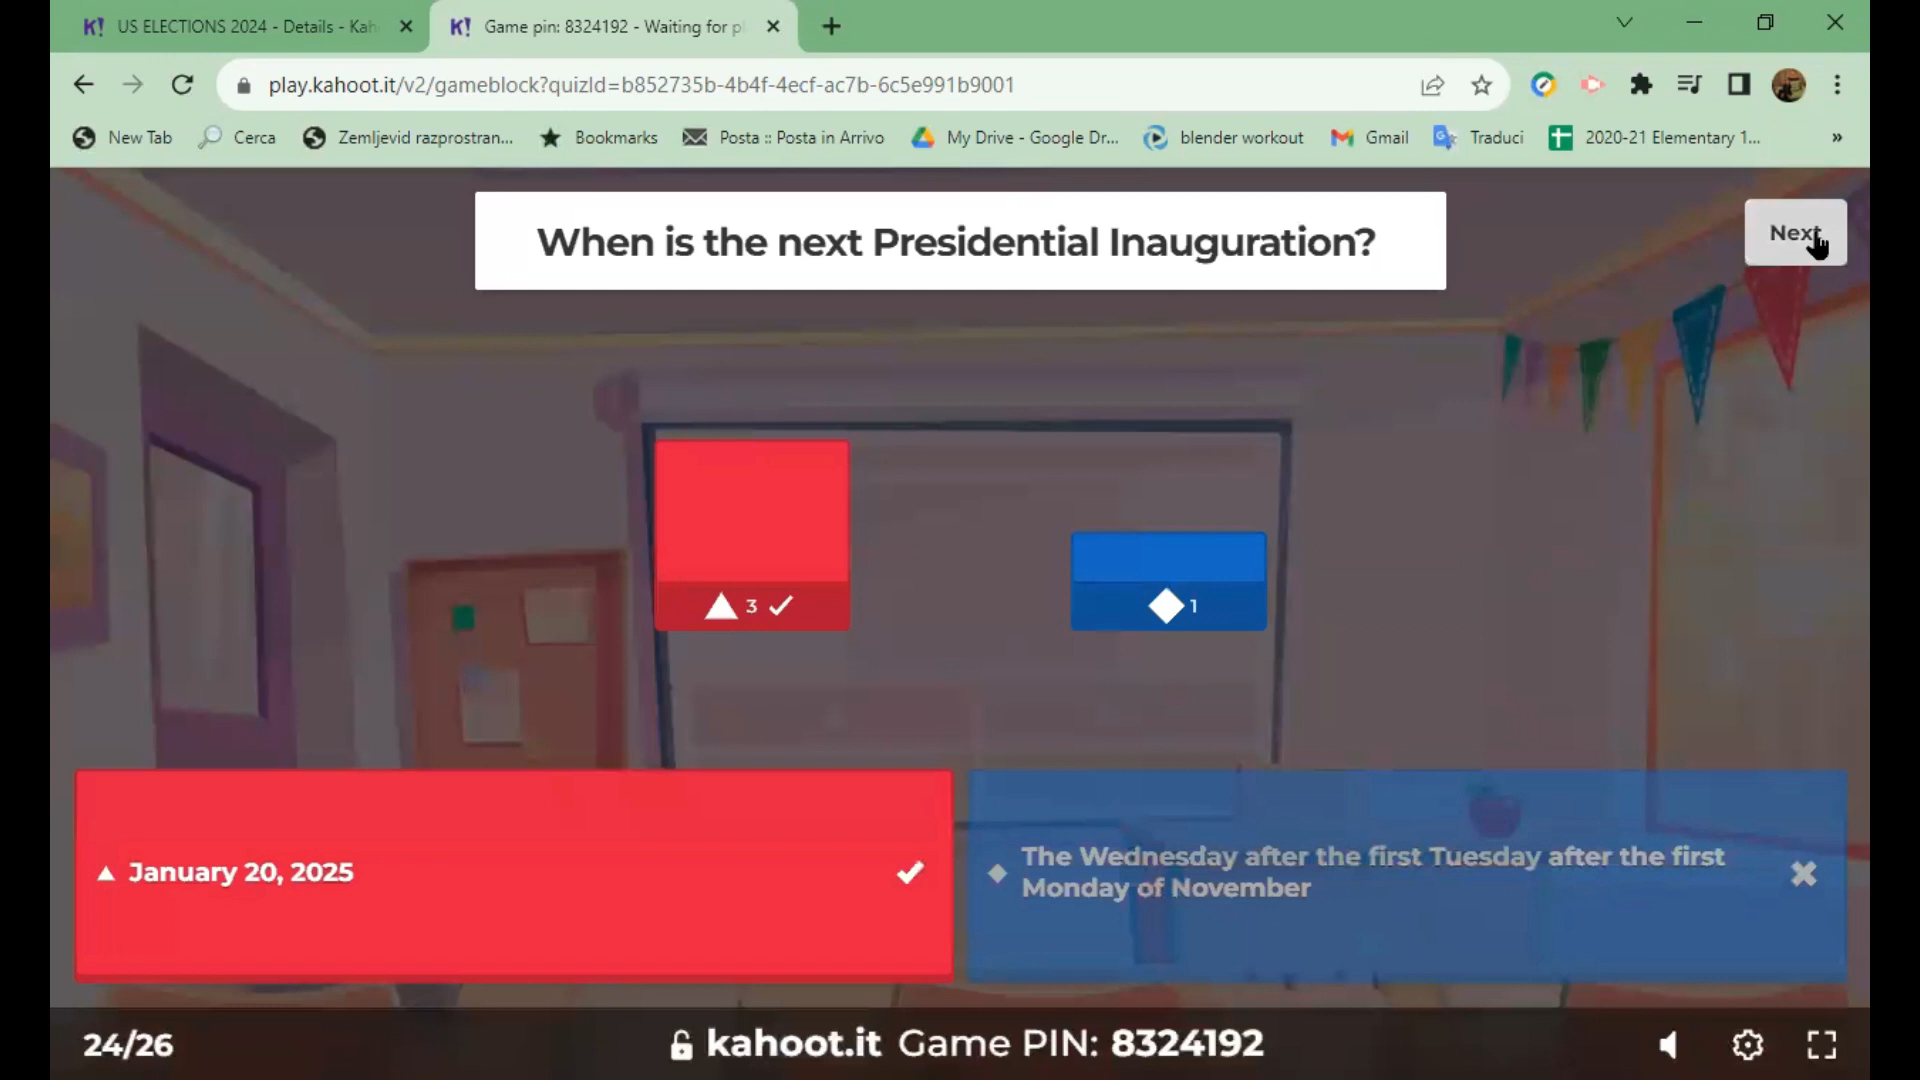 K! US ELECTIONS 2024 - Details - Kah
K! Game pin: 8324192 - Waiting for p
play.kahoot.it/v2/gameblock?quizId=b852735b-4b4f-4ecf-ac7b-6c5e991b9001
New Tab Cerca Zemljevid razprostran... Bookmarks Posta :: Posta in Arrivo My Drive - Google Dr... blender workout Gmail Traduci 2020-21 Elementary 1... »
When is the next Presidential Inauguration?
Next
3
1
January 20, 2025
The Wednesday after the first Tuesday after the first
Monday of November
24/26
kahoot.it Game PIN: 8324192